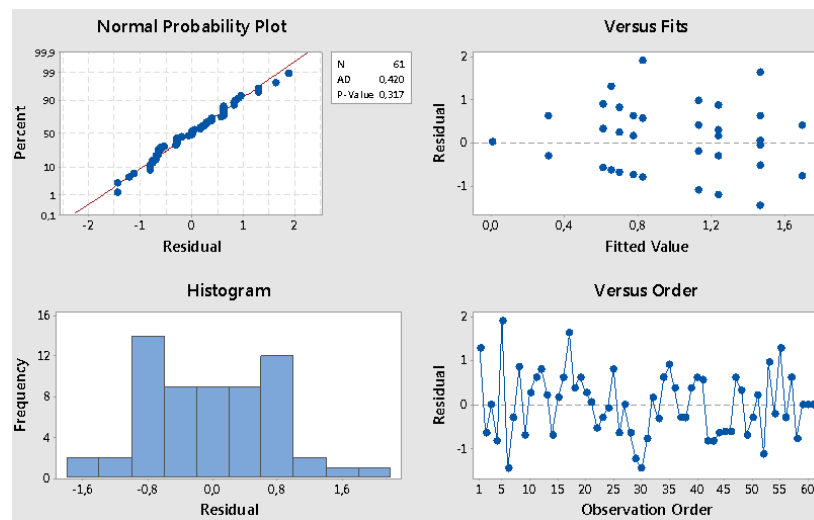 Normal Probability Plot
99,9
99
90
50
10
1
0,1
Percent
-2 -1 0 1 2
Residual
N 61
AD 0,420
P-Value 0,317
Versus Fits
2
1
0
-1
Residual
0,0 0,4 0,8 1,2 1,6
Fitted Value
Histogram
16
12
8
4
0
Frequency
-1,6 -0,8 0,0 0,8 1,6
Residual
Versus Order
2
1
0
-1
Residual
1 5 10 15 20 25 30 35 40 45 50 55 60
Observation Order